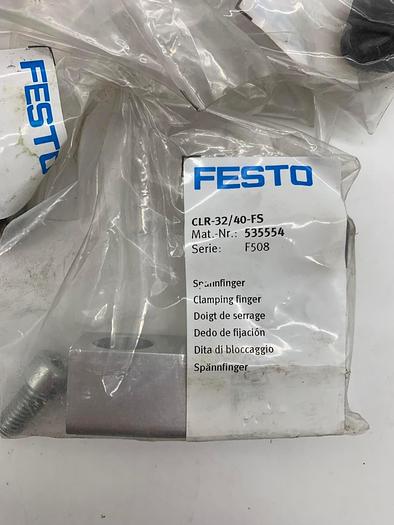 FESTO
FESTO
CLR-32/40-FS
Mat.-Nr.: 535554
Serie: F508
Spannfinger
Clamping finger
Doigt de serrage
Dedo de fijación
Dita di bloccaggio
Spännfinger